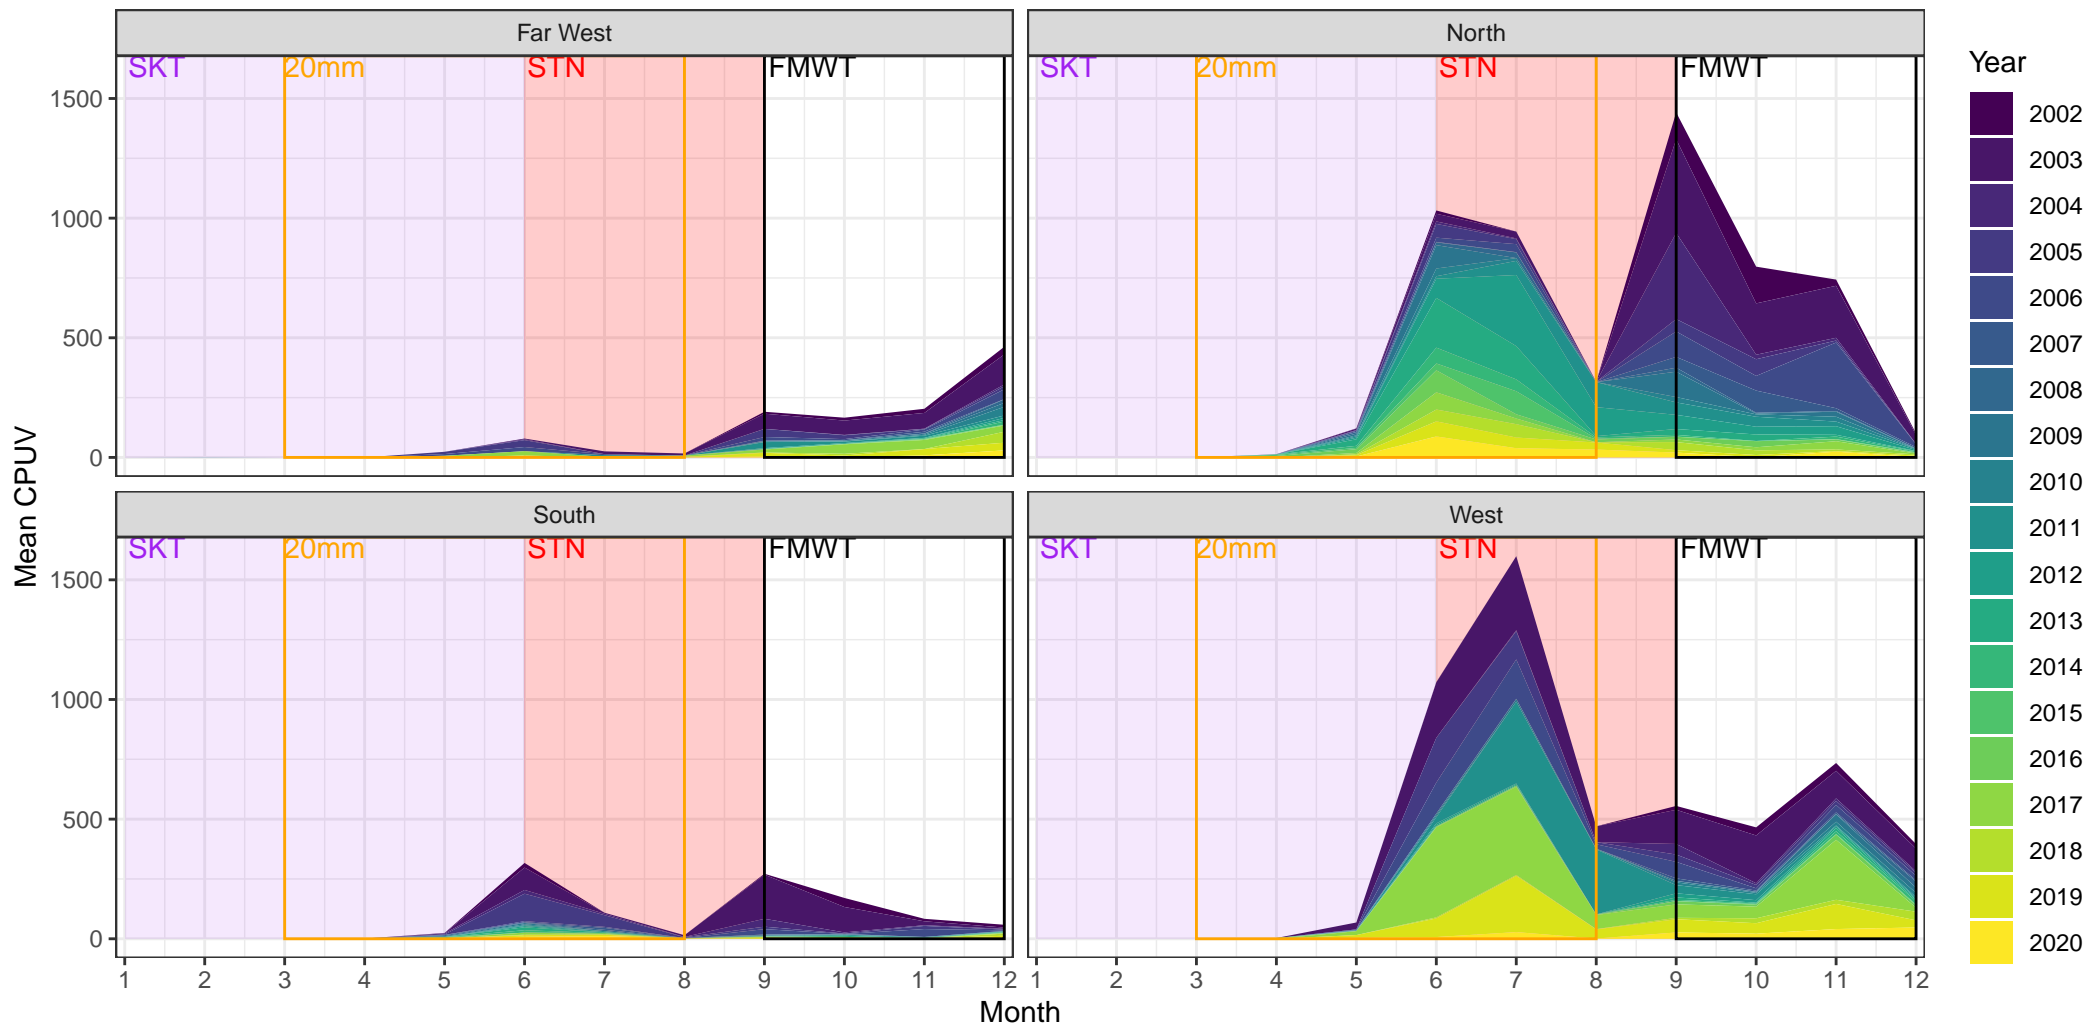 Far West
North
SKT 20mm STN FMWT
SKT 20mm STN FMWT
1500
1000
500
0
South
West
SKT 20mm STN FMWT
SKT 20mm STN FMWT
1500
1000
500
0
1 2 3 4 5 6 7 8 9 10 11 12
1 2 3 4 5 6 7 8 9 10 11 12
Month
Mean CPUV
Year
2002
2003
2004
2005
2006
2007
2008
2009
2010
2011
2012
2013
2014
2015
2016
2017
2018
2019
2020